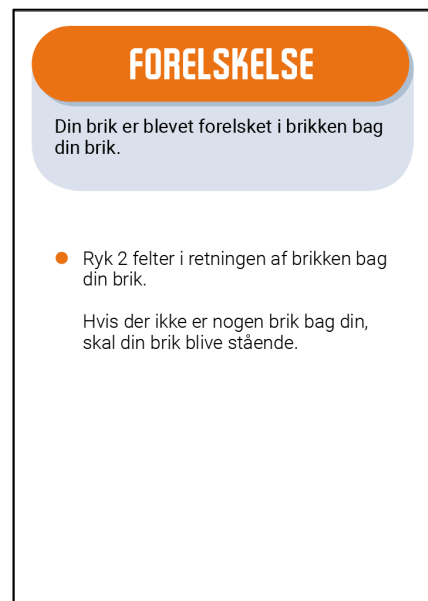 FORELSKELSE
Din brik er blevet forelsket i brikken bag
din brik.
Ryk 2 felter i retningen af brikken bag
din brik.
Hvis der ikke er nogen brik bag din,
skal din brik blive stående.